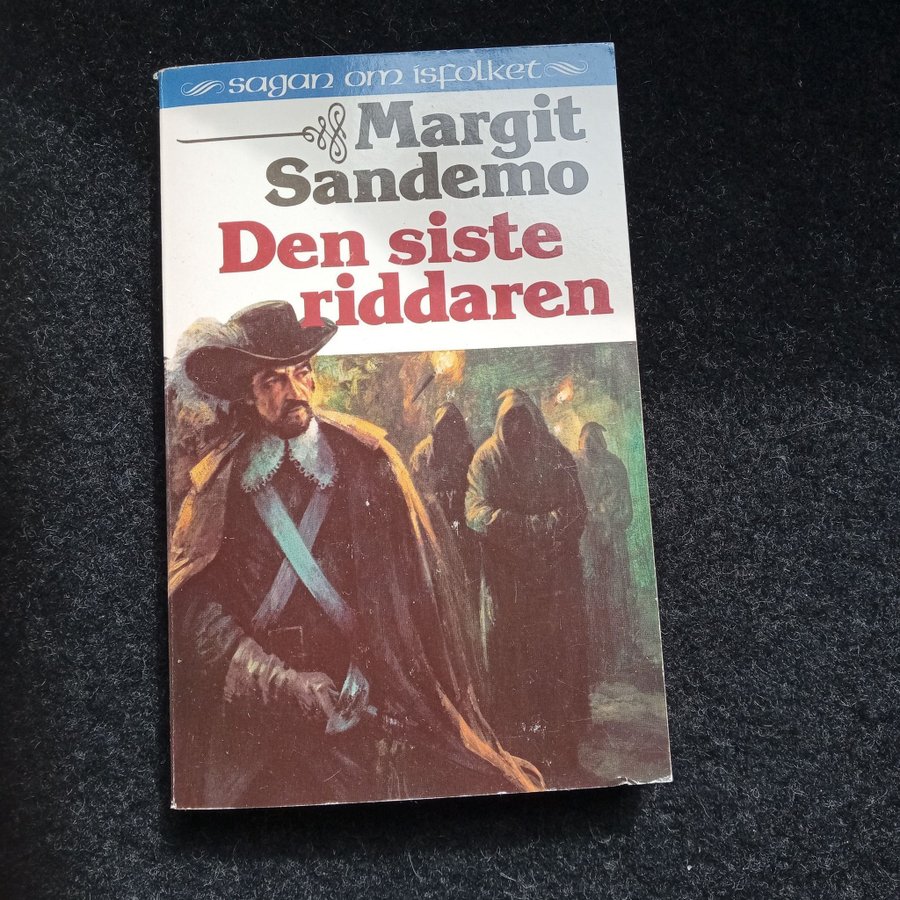 sagan om isfolket
Margit
Sandemo
Den siste
riddaren